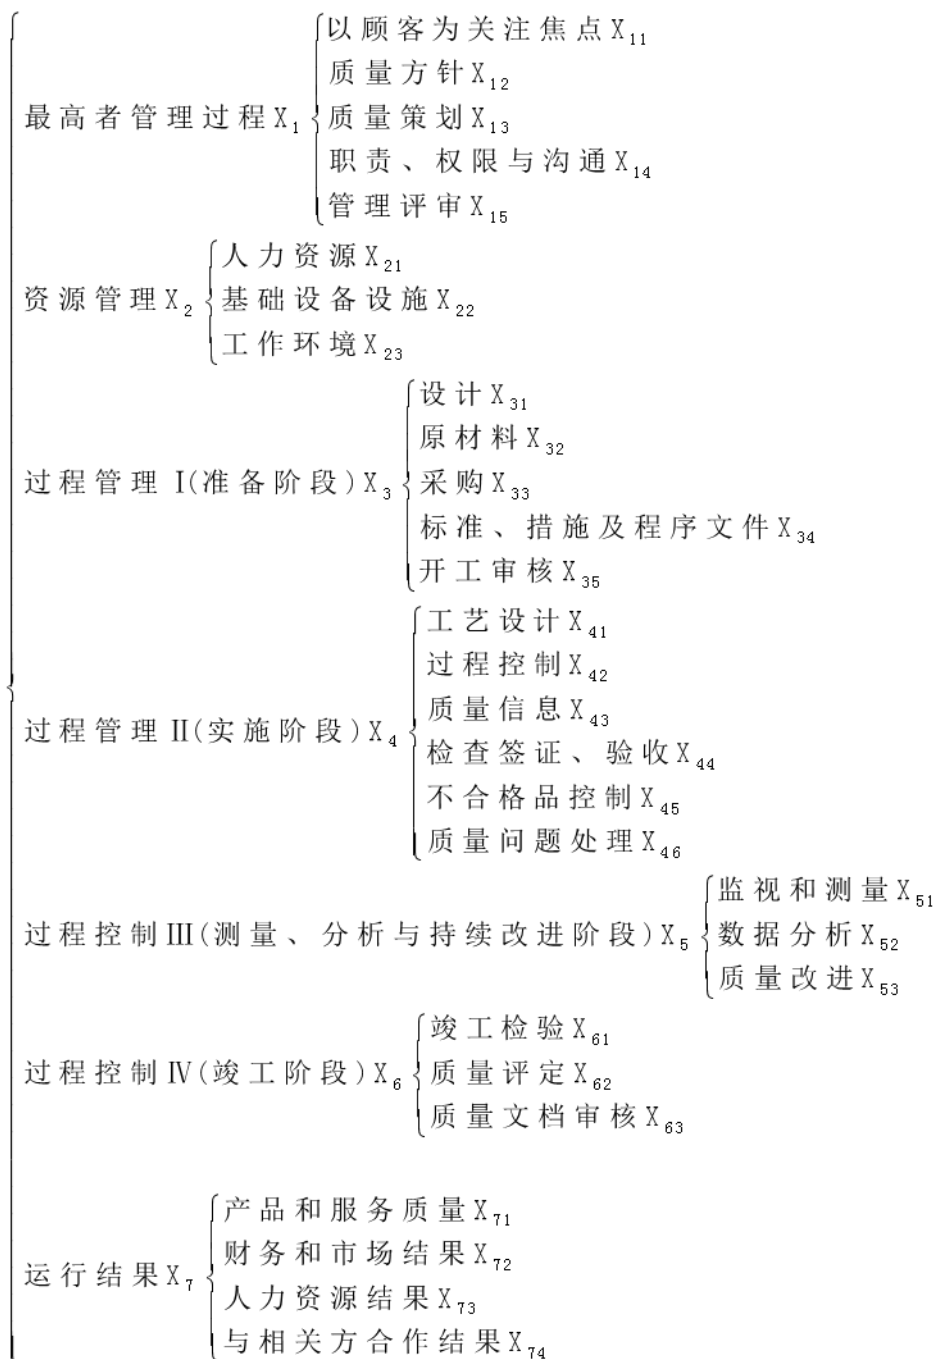 以顾客为关注焦点X₁₁
质量方针X₁₂
最高者管理过程X₁
质量策划X₁₃
职责、权限与沟通X₁₄
管理评审X₁₅
人力资源X₂₁
资源管理X₂
基础设备设施X₂₂
工作环境X₂₃
设计X₃₁
原材料X₃₂
过程管理 Ⅰ(准备阶段)X₃
采购X₃₃
标准、措施及程序文件X₃₄
开工审核X₃₅
工艺设计X₄₁
过程控制X₄₂
质量信息X₄₃
过程管理 Ⅱ(实施阶段)X₄
检查签证、验收X₄₄
不合格品控制X₄₅
质量问题处理X₄₆
监视和测量X₅₁
过程控制Ⅲ(测量、分析与持续改进阶段)X₅
数据分析X₅₂
质量改进X₅₃
竣工检验X₆₁
过程控制Ⅳ(竣工阶段)X₆
质量评定X₆₂
质量文档审核X₆₃
产品和服务质量X₇₁
财务和市场结果X₇₂
运行结果X₇
人力资源结果X₇₃
与相关方合作结果X₇₄